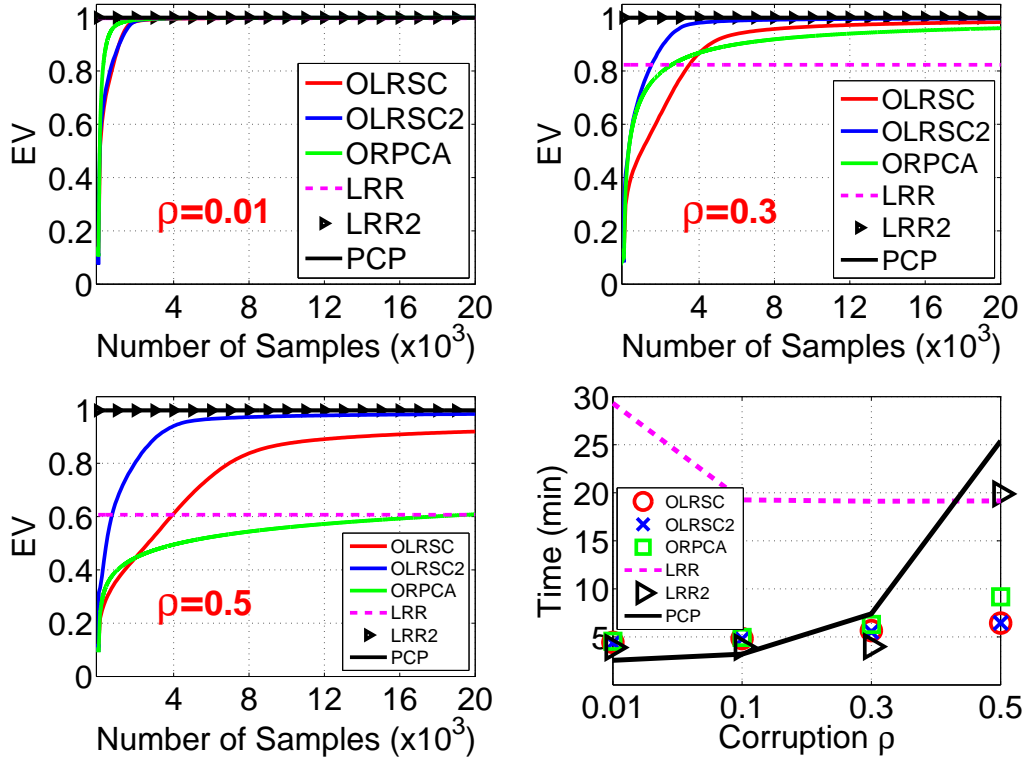 EV
1
0.8
0.6
0.4
0.2
0
4
8
12
16
20
Number of Samples (x10³)
ρ=0.01
OLRSC
OLRSC2
ORPCA
LRR
LRR2
PCP
EV
1
0.8
0.6
0.4
0.2
0
4
8
12
16
20
Number of Samples (x10³)
ρ=0.3
OLRSC
OLRSC2
ORPCA
LRR
LRR2
PCP
EV
1
0.8
0.6
0.4
0.2
0
4
8
12
16
20
Number of Samples (x10³)
ρ=0.5
OLRSC
OLRSC2
ORPCA
LRR
LRR2
PCP
Time (min)
30
25
20
15
10
5
0.01
0.1
0.3
0.5
Corruption ρ
OLRSC
OLRSC2
ORPCA
LRR
LRR2
PCP